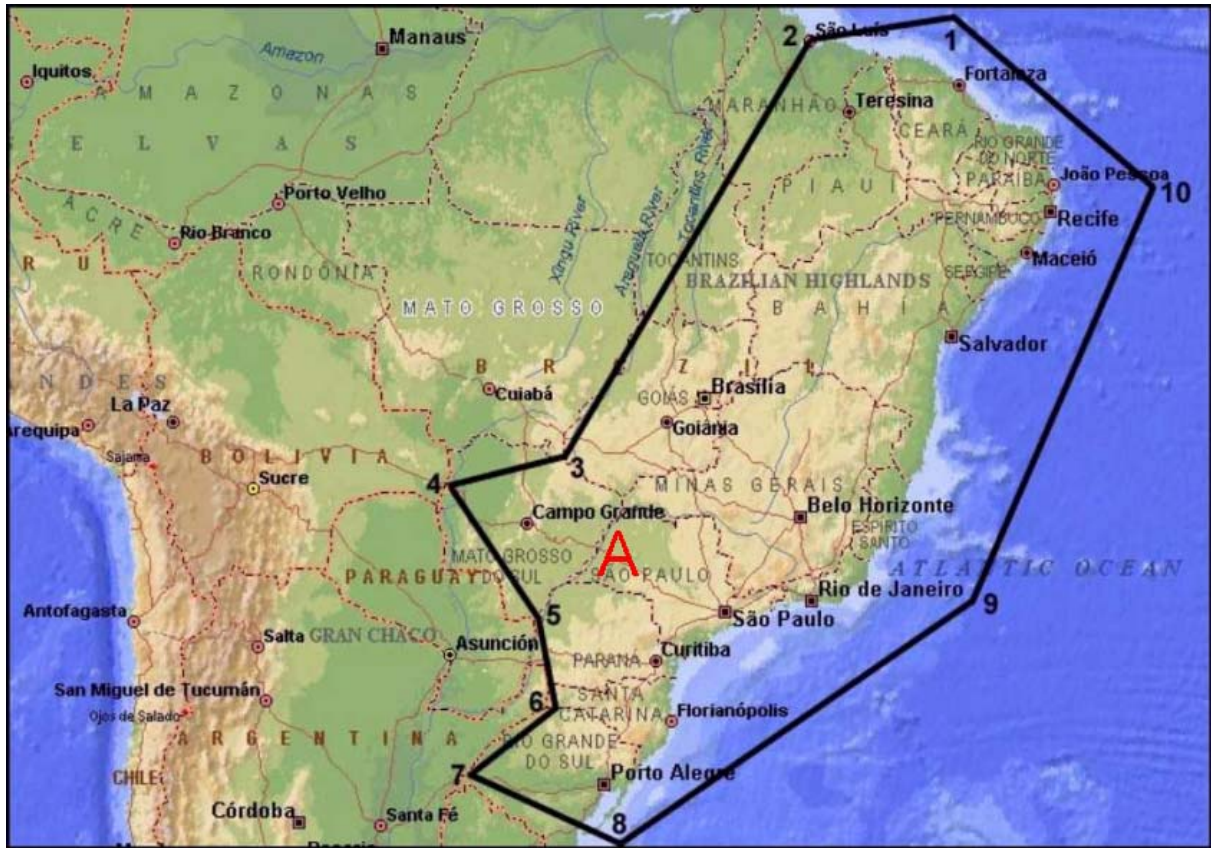 1
2
São Luís
Manaus
Amazon
Iquitos
Fortaleza
A M A Z O N A S
MARANHÃO
Teresina
CEARÁ
E L V A S
RIO GRANDE
DO NORTE
João Pessoa
PARAÍBA
10
Porto Velho
PIAUÍ
PERNAMBUCO
Recife
ACRE
Rio Branco
Xingu River
Araguaia River
Tocantins River
Maceió
R U
RONDÔNIA
TOCANTINS
SERGIPE
BRAZILIAN HIGHLANDS
MATO GROSSO
BAHIA
Salvador
B R A Z I L
ANDES
Cuiabá
GOIÁS
Brasília
La Paz
Arequipa
Goiânia
Sajama
BOLIVIA
3
Sucre
4
MINAS GERAIS
Campo Grande
Belo Horizonte
ESPIRITO
SANTO
A
MATO GROSSO
DO SUL
SÃO PAULO
ATLANTIC OCEAN
PARAGUAY
Rio de Janeiro
9
Antofagasta
5
São Paulo
Salta
GRAN CHACO
Asunción
PARANA
Curitiba
San Miguel de Tucumán
6
SANTA
CATARINA
Florianópolis
Ojos de Salado
ARGENTINA
RIO GRANDE
DO SUL
7
Porto Alegre
CHILE
Córdoba
Santa Fé
8